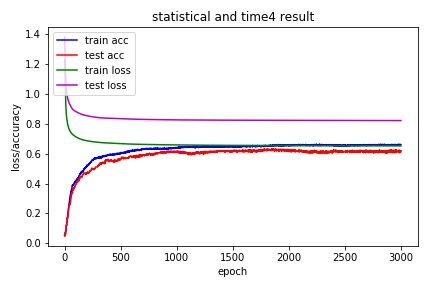 statistical and time4 result
train acc
test acc
train loss
test loss
loss/accuracy
1.4
1.2
1.0
0.8
0.6
0.4
0.2
0.0
0 500 1000 1500 2000 2500 3000
epoch